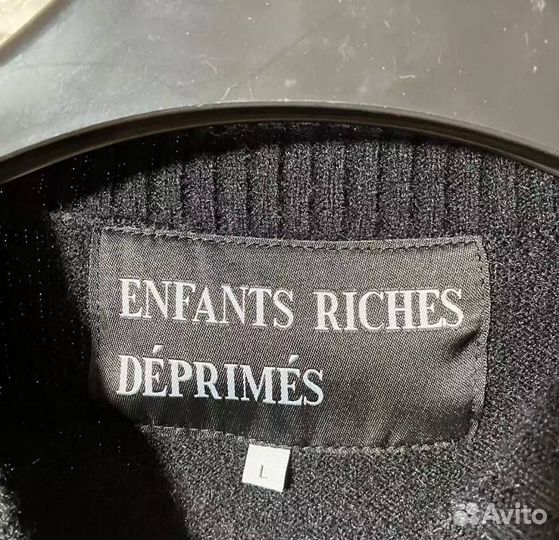 ENFANTS RICHES
DÉPRIMÉS
L
Avito